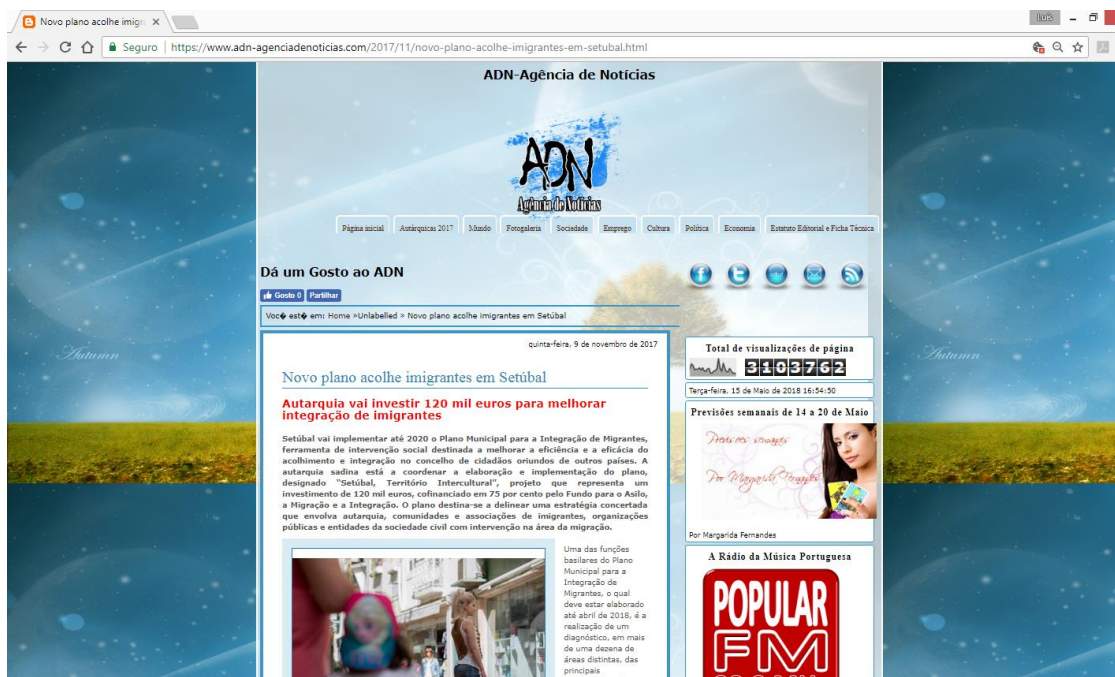 Novo plano acolhe imigr
Luís
Seguro | https://www.adn-agenciadenoticias.com/2017/11/novo-plano-acolhe-imigrantes-em-setubal.html
ADN-Agência de Notícias
ADN
Agência de Notícias
Página inicial Autárquicas 2017 Mundo Fotogaleria Sociedade Emprego Cultura Política Economia Estatuto Editorial e Ficha Técnica
Dá um Gosto ao ADN
Gosto 0 Partilhar
Voc� est� em: Home »Unlabelled » Novo plano acolhe imigrantes em Setúbal
quinta-feira, 9 de novembro de 2017
Novo plano acolhe imigrantes em Setúbal
Autarquia vai investir 120 mil euros para melhorar
integração de imigrantes
Setúbal vai implementar até 2020 o Plano Municipal para a Integração de Migrantes,
ferramenta de intervenção social destinada a melhorar a eficiência e a eficácia do
acolhimento e integração no concelho de cidadãos oriundos de outros países. A
autarquia sadina está a coordenar a elaboração e implementação do plano,
designado “Setúbal, Território Intercultural”, projeto que representa um
investimento de 120 mil euros, cofinanciado em 75 por cento pelo Fundo para o Asilo,
a Migração e a Integração. O plano destina-se a delinear uma estratégia concertada
que envolva autarquia, comunidades e associações de imigrantes, organizações
públicas e entidades da sociedade civil com intervenção na área da migração.
Uma das funções
basilares do Plano
Municipal para a
Integração de
Migrantes, o qual
deve estar elaborado
até abril de 2018, é a
realização de um
diagnóstico, em mais
de uma dezena de
áreas distintas, das
principais
Total de visualizações de página
3103762
Terça-feira, 15 de Maio de 2018 16:54:50
Previsões semanais de 14 a 20 de Maio
Previsões semanais
Por Margarida Fernandes
Por Margarida Fernandes
A Rádio da Música Portuguesa
POPULAR
FM
Autumn
Autumn